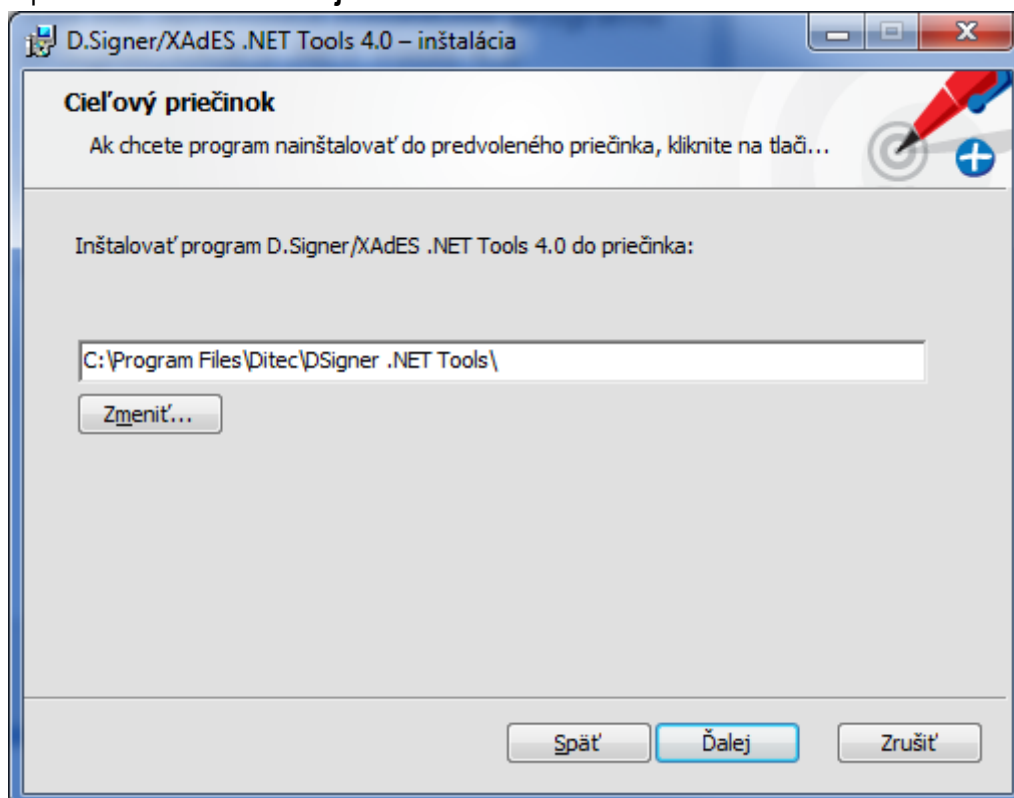 D.Signer/XAdES .NET Tools 4.0 – inštalácia
Cieľový priečinok
Ak chcete program nainštalovať do predvoleného priečinka, kliknite na tlači...
Inštalovať program D.Signer/XAdES .NET Tools 4.0 do priečinka:
C:\Program Files\Ditec\DSigner .NET Tools\
Zmeniť...
Späť Ďalej Zrušiť